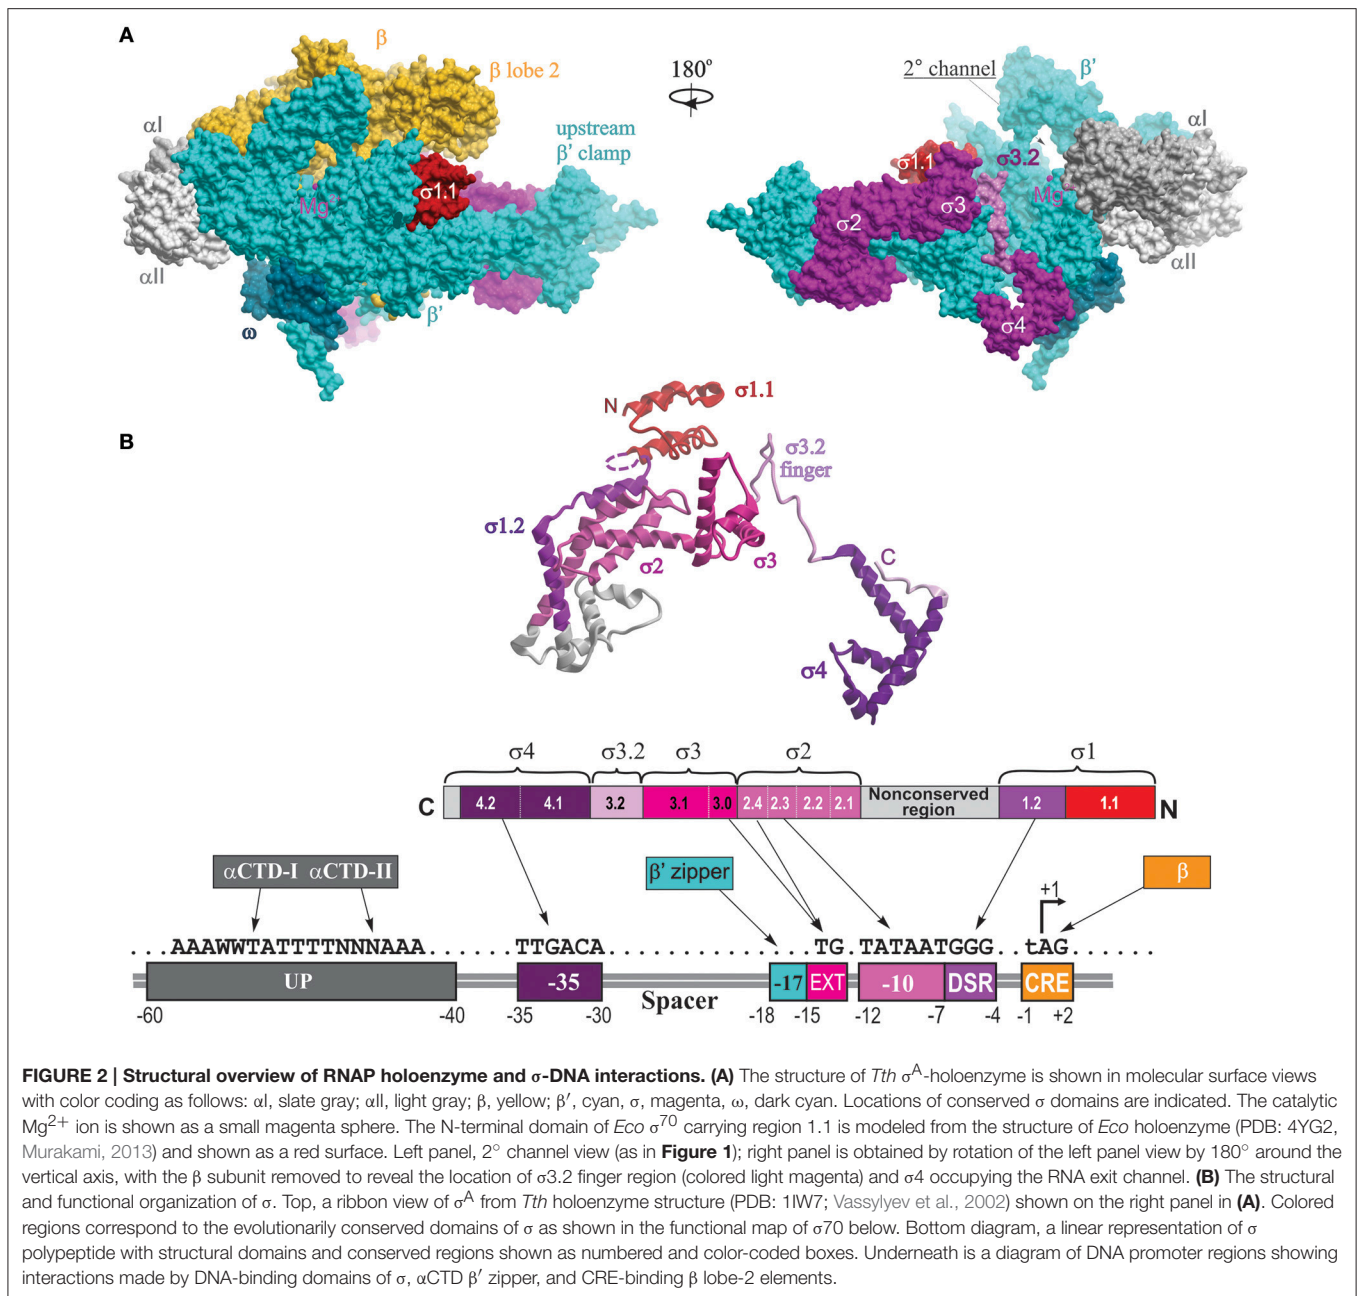 A
β
β lobe 2
αI
upstream
β' clamp
σ1.1
Mg²⁺
αII
ω
β'
180°
2° channel
β'
αI
σ1.1
σ3.2
Mg
σ3
σ2
αII
σ4
B
N
σ1.1
σ3.2
finger
σ1.2
σ2
σ3
C
σ4
σ4 σ3.2 σ3 σ2 σ1
C 4.2 4.1 3.2 3.1 3.0 2.4 2.3 2.2 2.1 Nonconserved region 1.2 1.1 N
αCTD-I αCTD-II β' zipper β
+1
...AAAWWTATTTTNNNAAA......TTGACA..............TG.TATAATGGG..tAG......
UP -35 Spacer -17 EXT -10 DSR CRE
-60 -40 -35 -30 -18 -15 -12 -7 -4 -1 +2
FIGURE 2 | Structural overview of RNAP holoenzyme and σ-DNA interactions. (A) The structure of Tth σᴬ-holoenzyme is shown in molecular surface views
with color coding as follows: αI, slate gray; αII, light gray; β, yellow; β′, cyan, σ, magenta, ω, dark cyan. Locations of conserved σ domains are indicated. The catalytic
Mg²⁺ ion is shown as a small magenta sphere. The N-terminal domain of Eco σ⁷⁰ carrying region 1.1 is modeled from the structure of Eco holoenzyme (PDB: 4YG2,
Murakami, 2013) and shown as a red surface. Left panel, 2° channel view (as in Figure 1); right panel is obtained by rotation of the left panel view by 180° around the
vertical axis, with the β subunit removed to reveal the location of σ3.2 finger region (colored light magenta) and σ4 occupying the RNA exit channel. (B) The structural
and functional organization of σ. Top, a ribbon view of σᴬ from Tth holoenzyme structure (PDB: 1IW7; Vassylyev et al., 2002) shown on the right panel in (A). Colored
regions correspond to the evolutionarily conserved domains of σ as shown in the functional map of σ70 below. Bottom diagram, a linear representation of σ
polypeptide with structural domains and conserved regions shown as numbered and color-coded boxes. Underneath is a diagram of DNA promoter regions showing
interactions made by DNA-binding domains of σ, αCTD β′ zipper, and CRE-binding β lobe-2 elements.